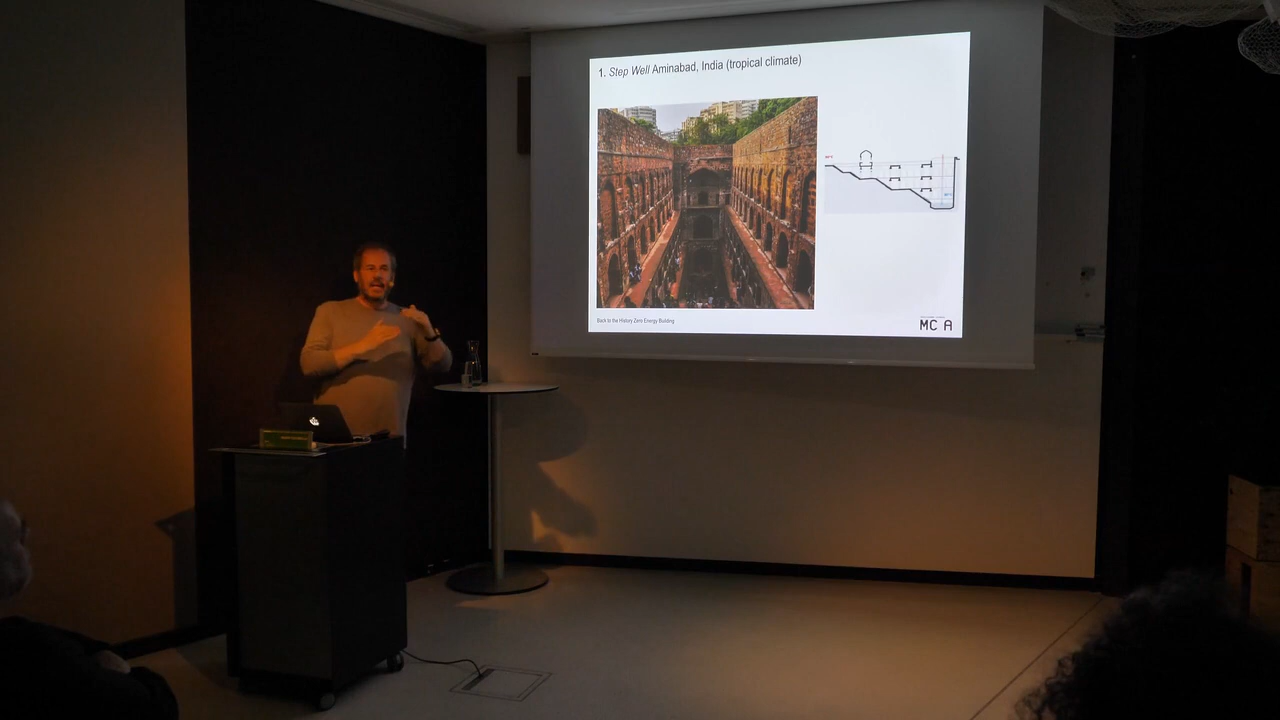 1. Step Well Aminabad, India (tropical climate)
Back to the History Zero Energy Building
MC A